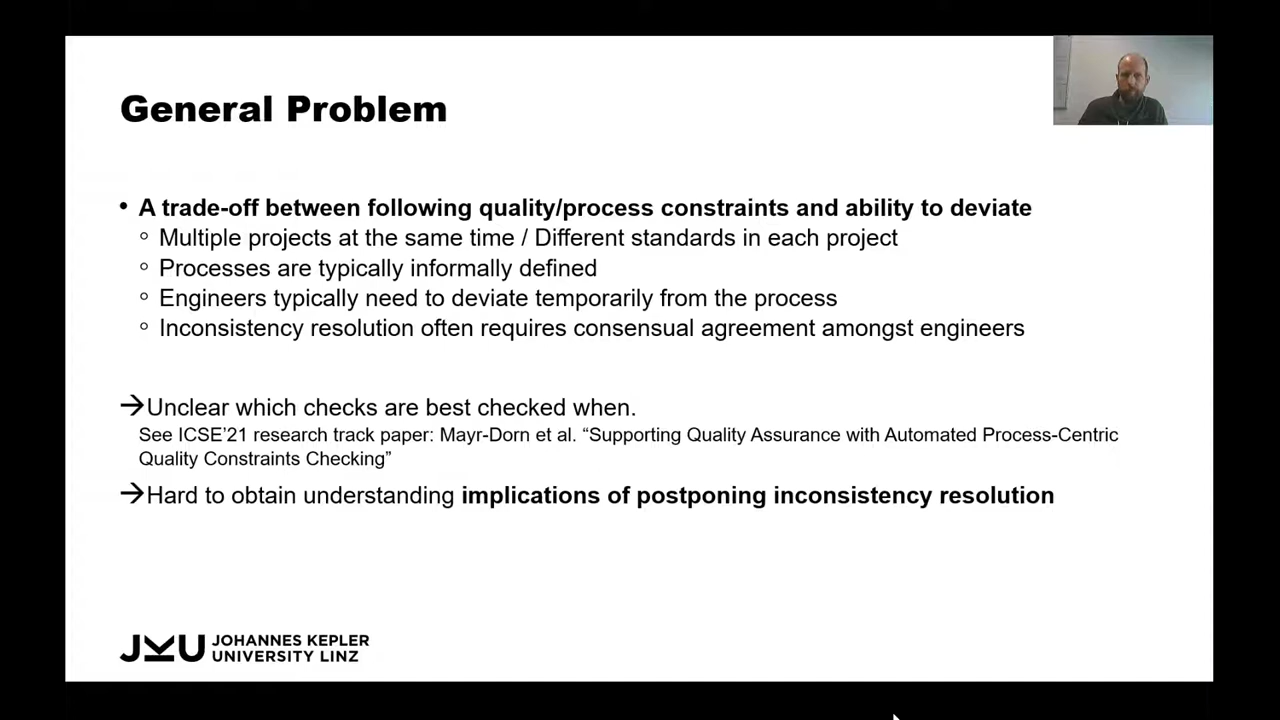 General Problem
• A trade-off between following quality/process constraints and ability to deviate
° Multiple projects at the same time / Different standards in each project
° Processes are typically informally defined
° Engineers typically need to deviate temporarily from the process
° Inconsistency resolution often requires consensual agreement amongst engineers
→Unclear which checks are best checked when.
See ICSE’21 research track paper: Mayr-Dorn et al. “Supporting Quality Assurance with Automated Process-Centric
Quality Constraints Checking”
→Hard to obtain understanding implications of postponing inconsistency resolution
JKU JOHANNES KEPLER
UNIVERSITY LINZ